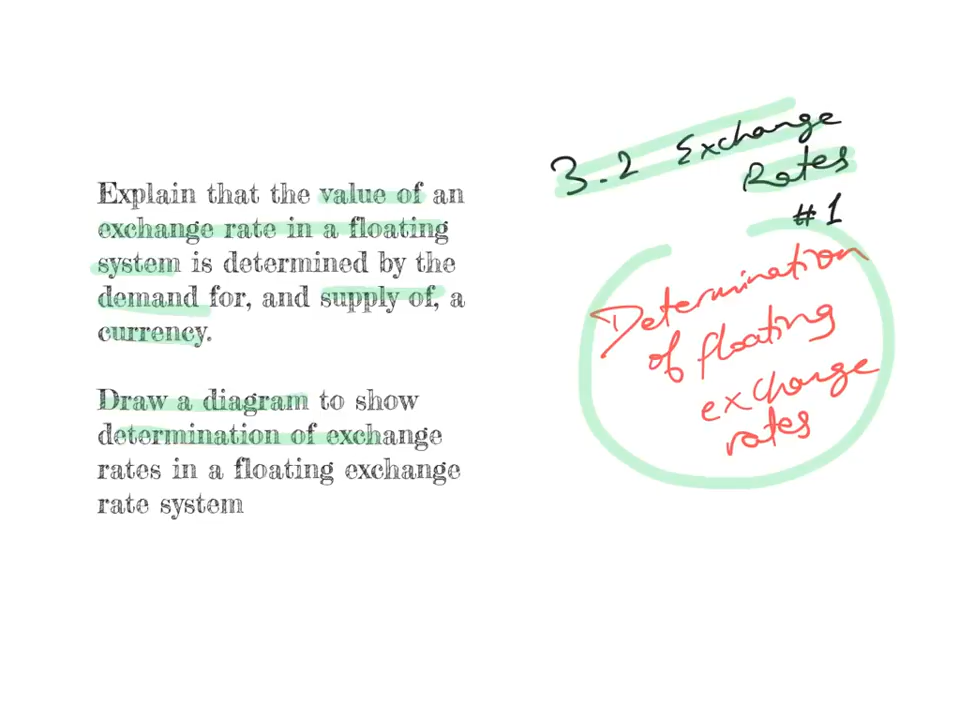 Explain that the value of an
exchange rate in a floating
system is determined by the
demand for, and supply of, a
currency.
Draw a diagram to show
determination of exchange
rates in a floating exchange
rate system
3.2 Exchange
Rates
#1
Determination
of floating
exchange
rates